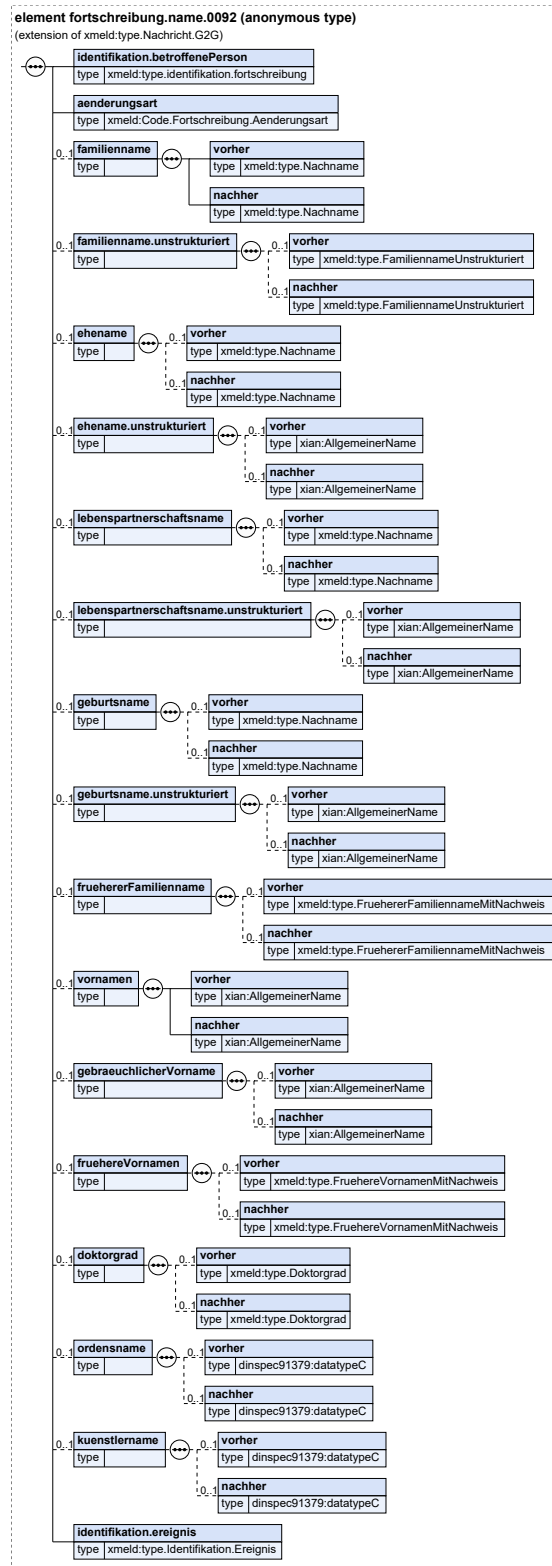 element fortschreibung.name.0092 (anonymous type)
(extension of xmeld:type.Nachricht.G2G)
identifikation.betroffenePerson
type xmeld:type.identifikation.fortschreibung
aenderungsart
type xmeld:Code.Fortschreibung.Aenderungsart
0..1 familienname
type
vorher
type xmeld:type.Nachname
nachher
type xmeld:type.Nachname
0..1 familienname.unstrukturiert
type
0..1 vorher
type xmeld:type.FamiliennameUnstrukturiert
0..1 nachher
type xmeld:type.FamiliennameUnstrukturiert
0..1 ehename
type
0..1 vorher
type xmeld:type.Nachname
0..1 nachher
type xmeld:type.Nachname
0..1 ehename.unstrukturiert
type
0..1 vorher
type xian:AllgemeinerName
0..1 nachher
type xian:AllgemeinerName
0..1 lebenspartnerschaftsname
type
0..1 vorher
type xmeld:type.Nachname
0..1 nachher
type xmeld:type.Nachname
0..1 lebenspartnerschaftsname.unstrukturiert
type
0..1 vorher
type xian:AllgemeinerName
0..1 nachher
type xian:AllgemeinerName
0..1 geburtsname
type
0..1 vorher
type xmeld:type.Nachname
0..1 nachher
type xmeld:type.Nachname
0..1 geburtsname.unstrukturiert
type
0..1 vorher
type xian:AllgemeinerName
0..1 nachher
type xian:AllgemeinerName
0..1 fruehererFamilienname
type
0..1 vorher
type xmeld:type.FruehererFamiliennameMitNachweis
0..1 nachher
type xmeld:type.FruehererFamiliennameMitNachweis
0..1 vornamen
type
vorher
type xian:AllgemeinerName
nachher
type xian:AllgemeinerName
0..1 gebraeuchlicherVorname
type
0..1 vorher
type xian:AllgemeinerName
0..1 nachher
type xian:AllgemeinerName
0..1 fruehereVornamen
type
0..1 vorher
type xmeld:type.FruehereVornamenMitNachweis
0..1 nachher
type xmeld:type.FruehereVornamenMitNachweis
0..1 doktorgrad
type
0..1 vorher
type xmeld:type.Doktorgrad
0..1 nachher
type xmeld:type.Doktorgrad
0..1 ordensname
type
0..1 vorher
type dinspec91379:datatypeC
0..1 nachher
type dinspec91379:datatypeC
0..1 kuenstlername
type
0..1 vorher
type dinspec91379:datatypeC
0..1 nachher
type dinspec91379:datatypeC
identifikation.ereignis
type xmeld:type.Identifikation.Ereignis